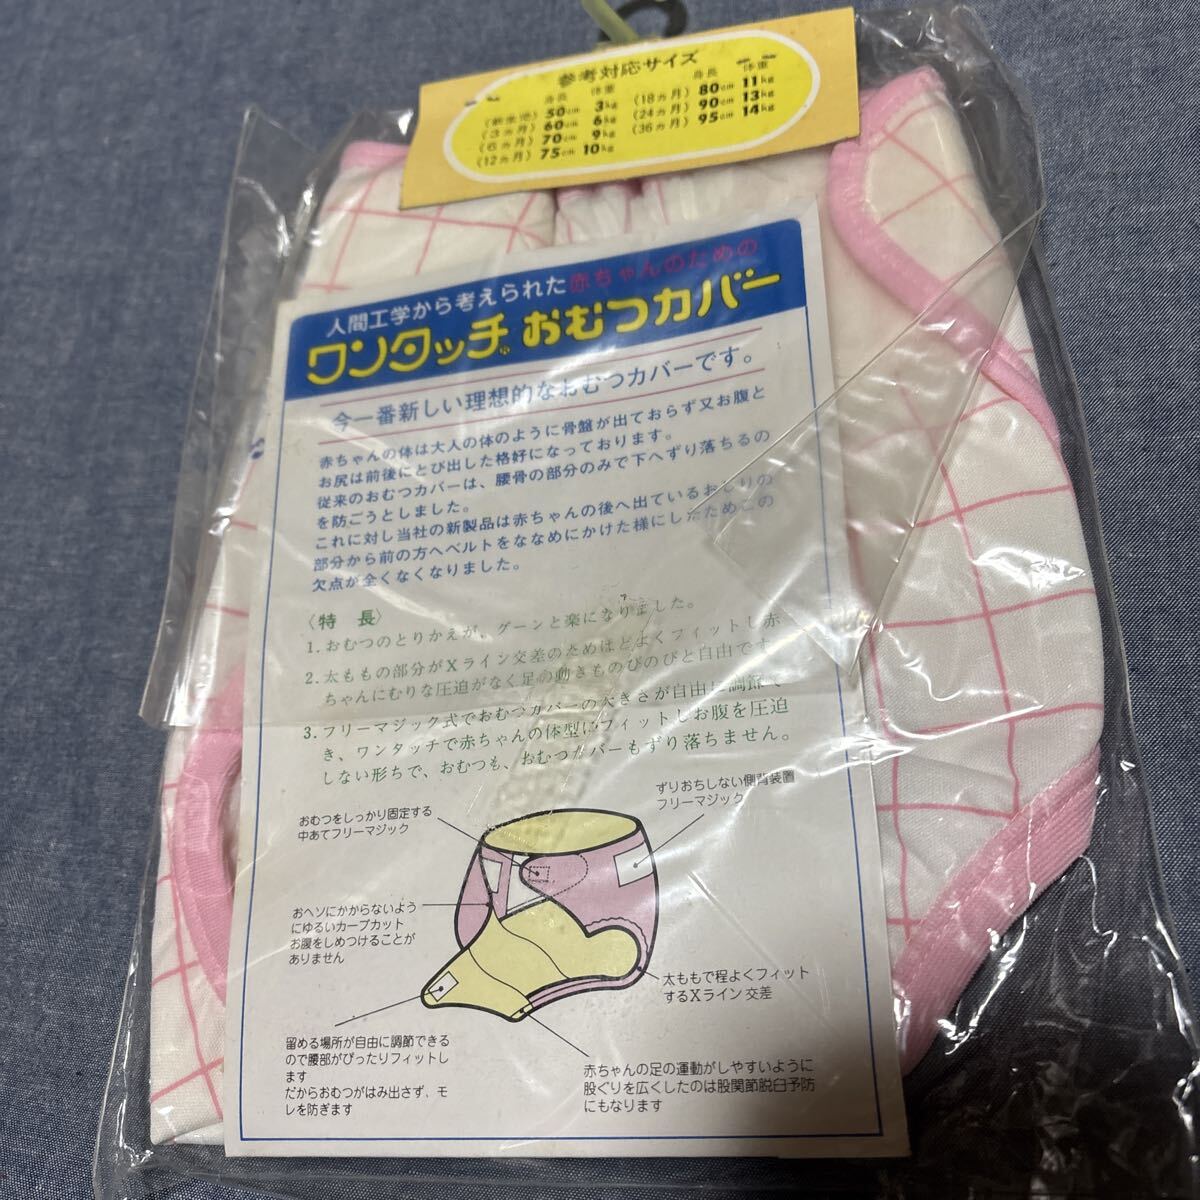 参考対応サイズ
身長 体重 身長 体重
(新生児) 50cm 3kg (18ヵ月) 80cm 11kg
(3ヵ月) 60cm 6kg (24ヵ月) 90cm 13kg
(6ヵ月) 70cm 9kg (36ヵ月) 95cm 14kg
(12ヵ月) 75cm 10kg
人間工学から考えられた赤ちゃんのための
ワンタッチ® おむつカバー
今一番新しい理想的なおむつカバーです。
赤ちゃんの体は大人の体のように骨盤が出ておらず又お腹と
お尻は前後にとび出した格好になっております。
従来のおむつカバーは、腰骨の部分のみで下へずり落ちるの
を防ごうとしました。
これに対し当社の新製品は赤ちゃんの後へ出ているおしりの
部分から前の方へベルトをななめにかけた様にしたためこの
欠点が全くなくなりました。
〈特 長〉
1. おむつのとりかえが、グーンと楽になりました。
2. 太ももの部分がXライン交差のためほどよくフィットし赤
ちゃんにむりな圧迫がなく足の動きものびのびと自由です。
3. フリーマジック式でおむつカバーの大きさが自由に調節で
き、ワンタッチで赤ちゃんの体型にフィットしお腹を圧迫
しない形ちで、おむつも、おむつカバーもずり落ちません。
おむつをしっかり固定する
中あてフリーマジック
ずりおちしない側背装置
フリーマジック
おヘソにかからないよう
にゆるいカーブカット
お腹をしめつけることが
ありません
太ももで程よくフィット
するXライン交差
留める場所が自由に調節できる
ので腰部がぴったりフィットし
ます
だからおむつがはみ出さず、モ
レを防ぎます
赤ちゃんの足の運動がしやすいように
股ぐりを広くしたのは股関節脱臼予防
にもなります